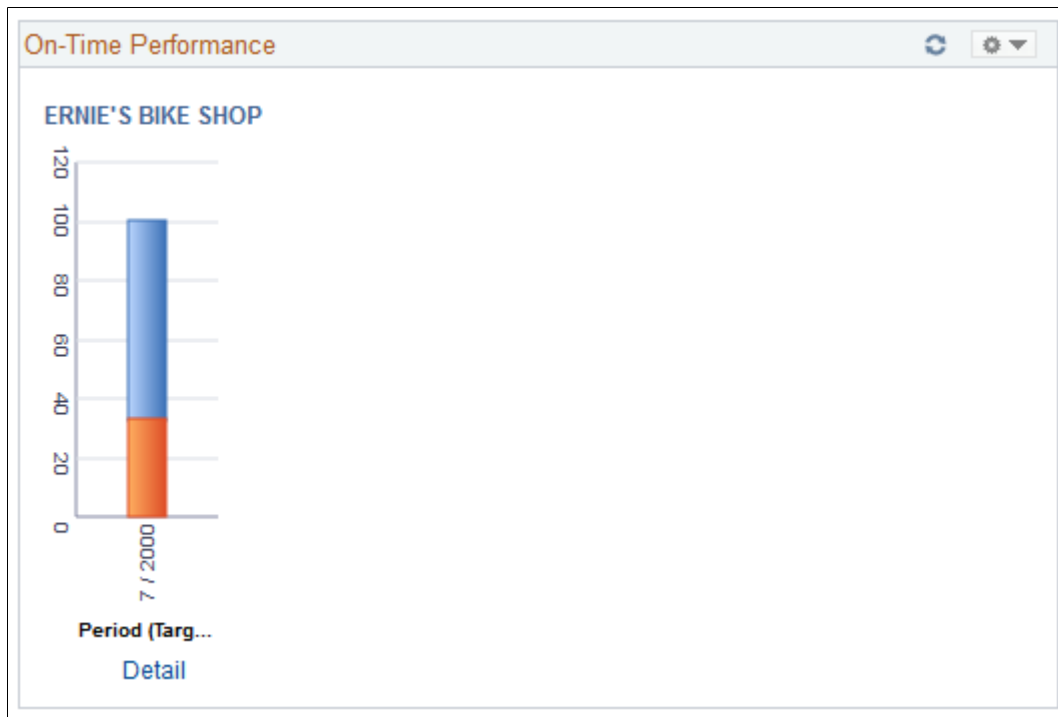 On-Time Performance
ERNIE'S BIKE SHOP
120
100
80
60
40
20
0
7 / 2000
Period (Targ...
Detail